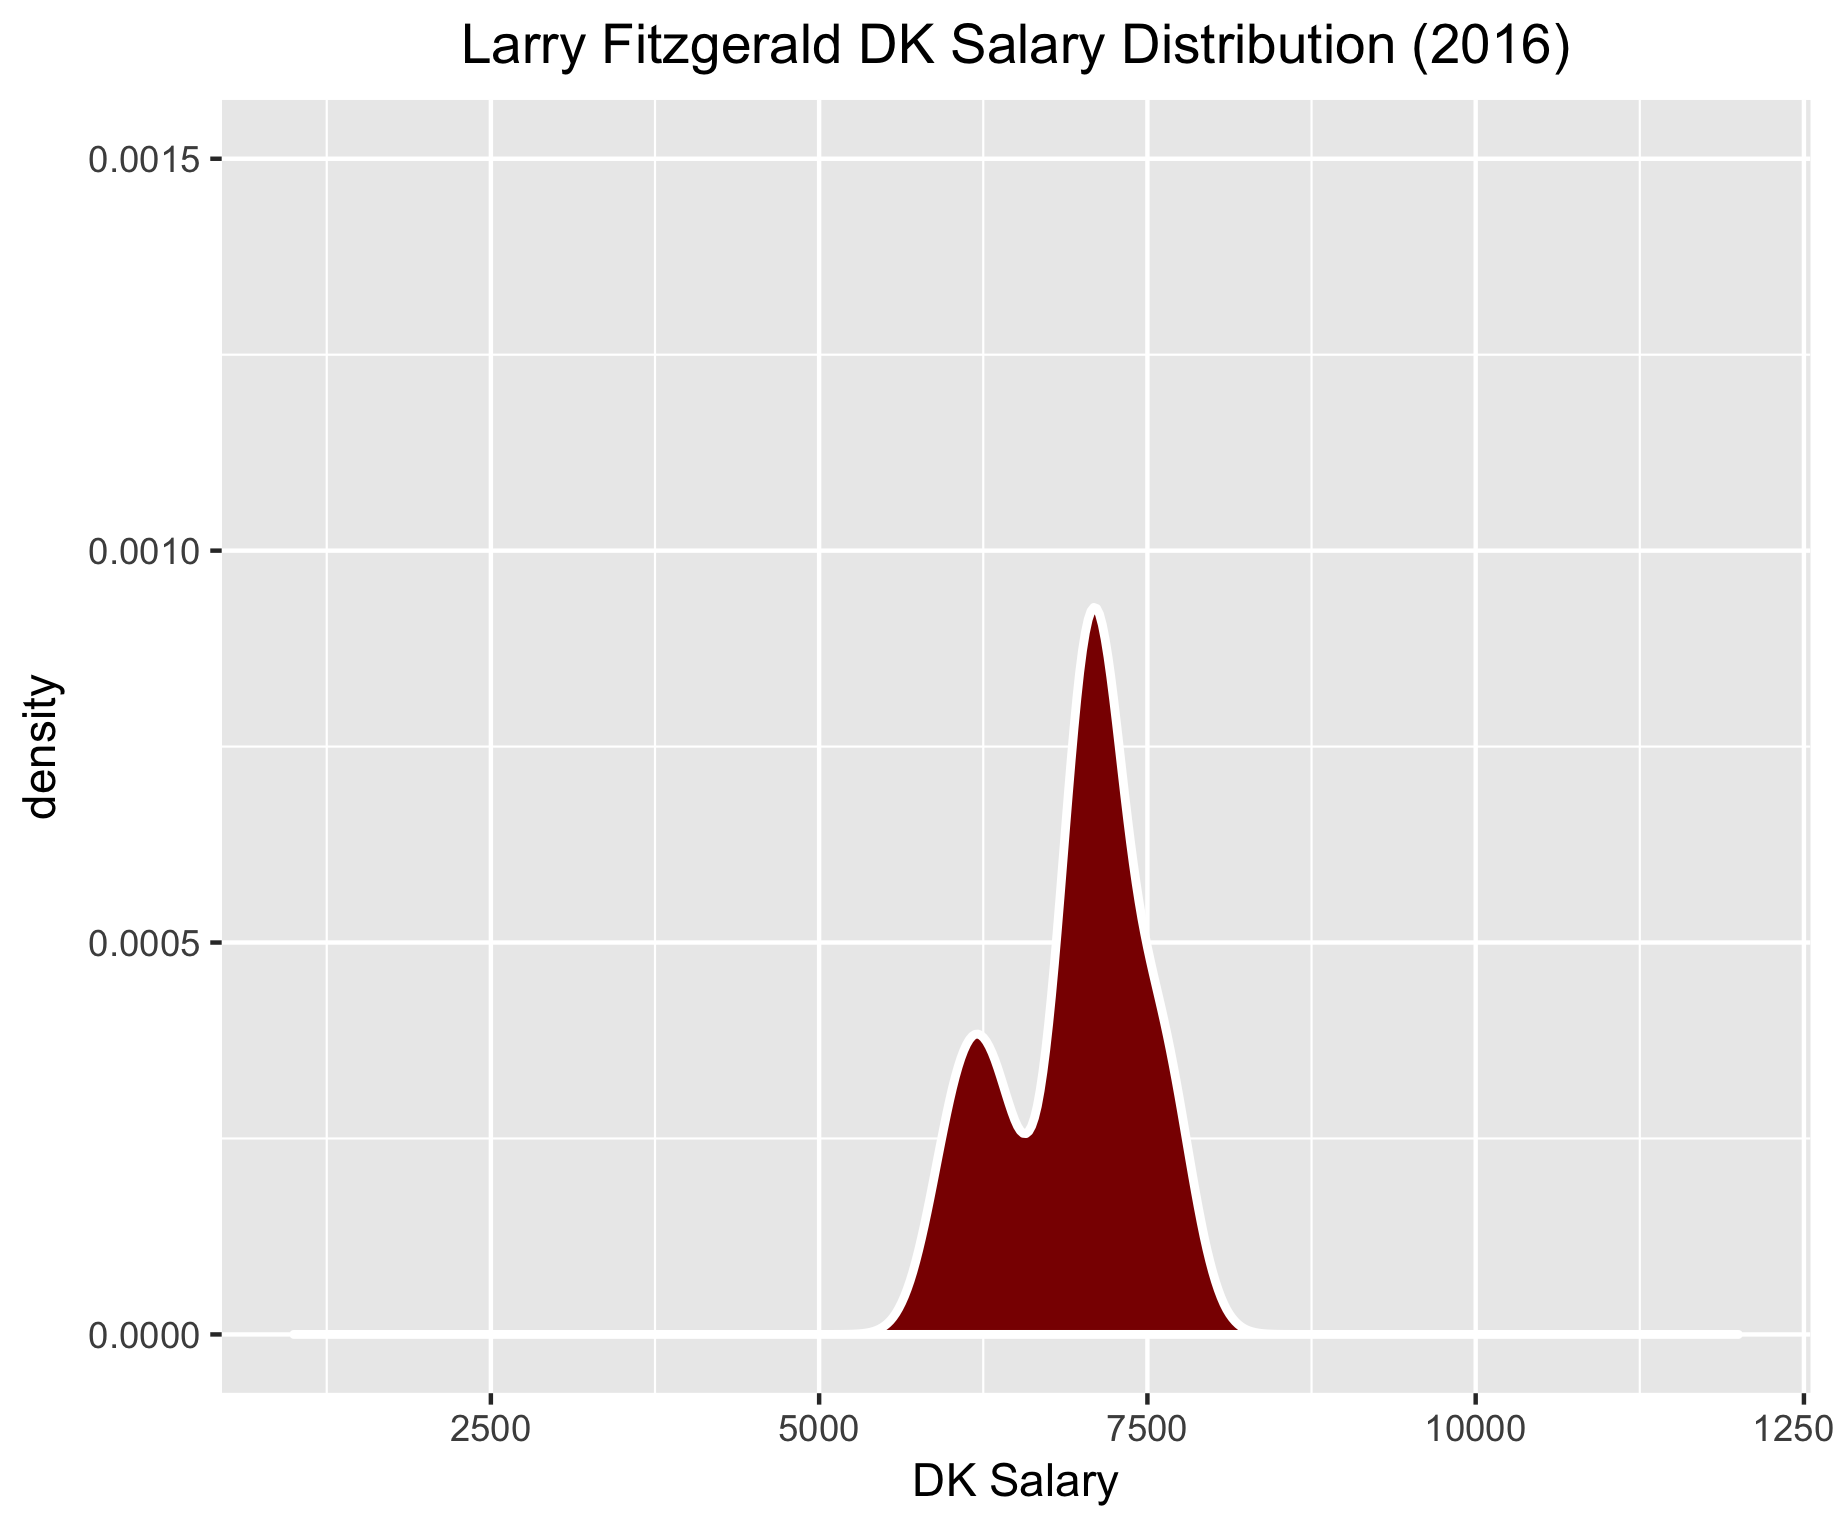 Larry Fitzgerald DK Salary Distribution (2016)
0.0015
0.0010
density
0.0005
0.0000
2500 5000 7500 10000 1250
DK Salary